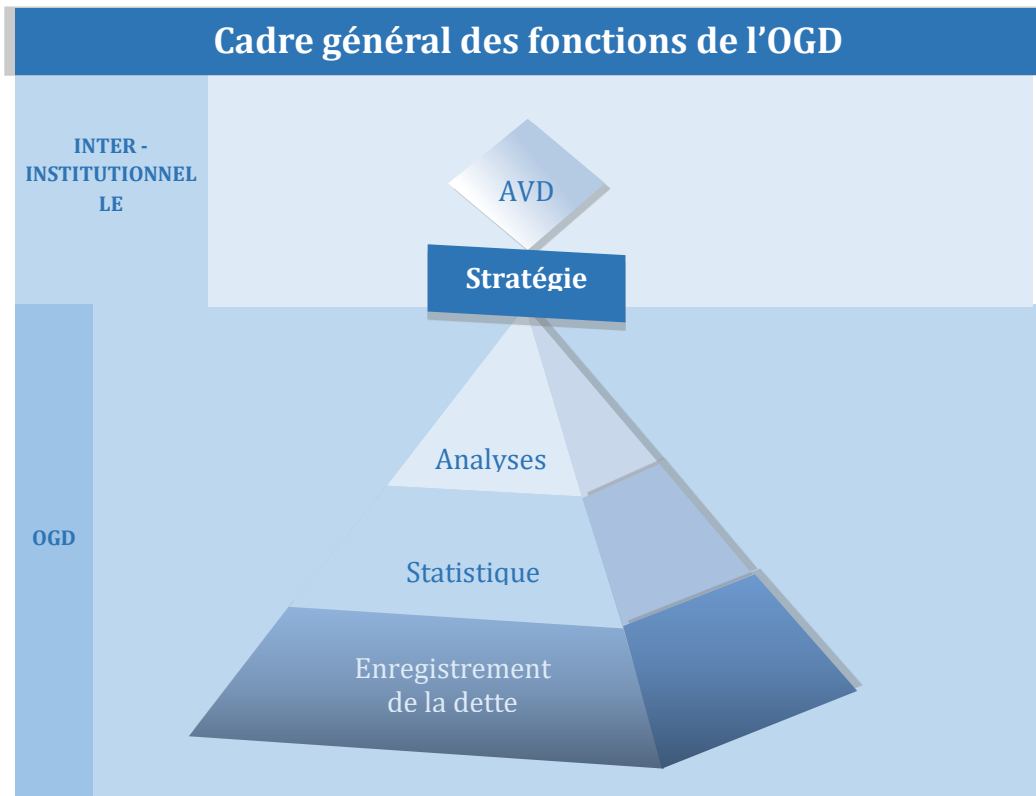 Cadre général des fonctions de l'OGD
INTER -
INSTITUTIONNEL
LE
AVD
Stratégie
Analyses
OGD
Statistique
Enregistrement
de la dette